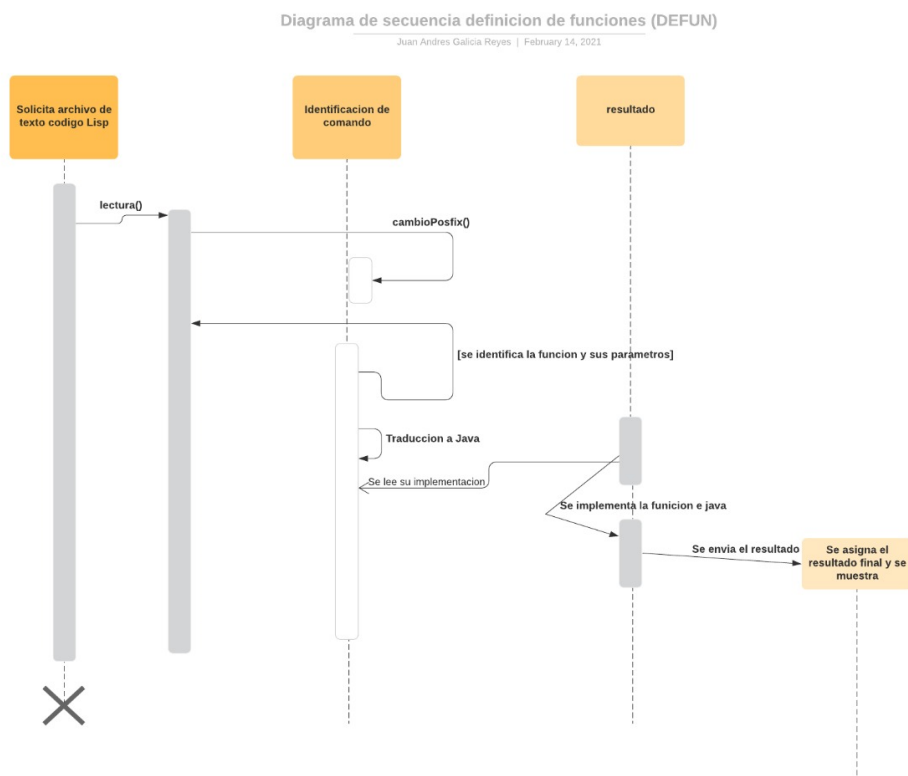 Diagrama de secuencia definicion de funciones (DEFUN)
Juan Andres Galicia Reyes | February 14, 2021
Solicita archivo de
texto codigo Lisp
Identificacion de
comando
resultado
lectura()
cambioPosfix()
[se identifica la funcion y sus parametros]
Traduccion a Java
Se lee su implementacion
Se implementa la funicion e java
Se envia el resultado
Se asigna el
resultado final y se
muestra